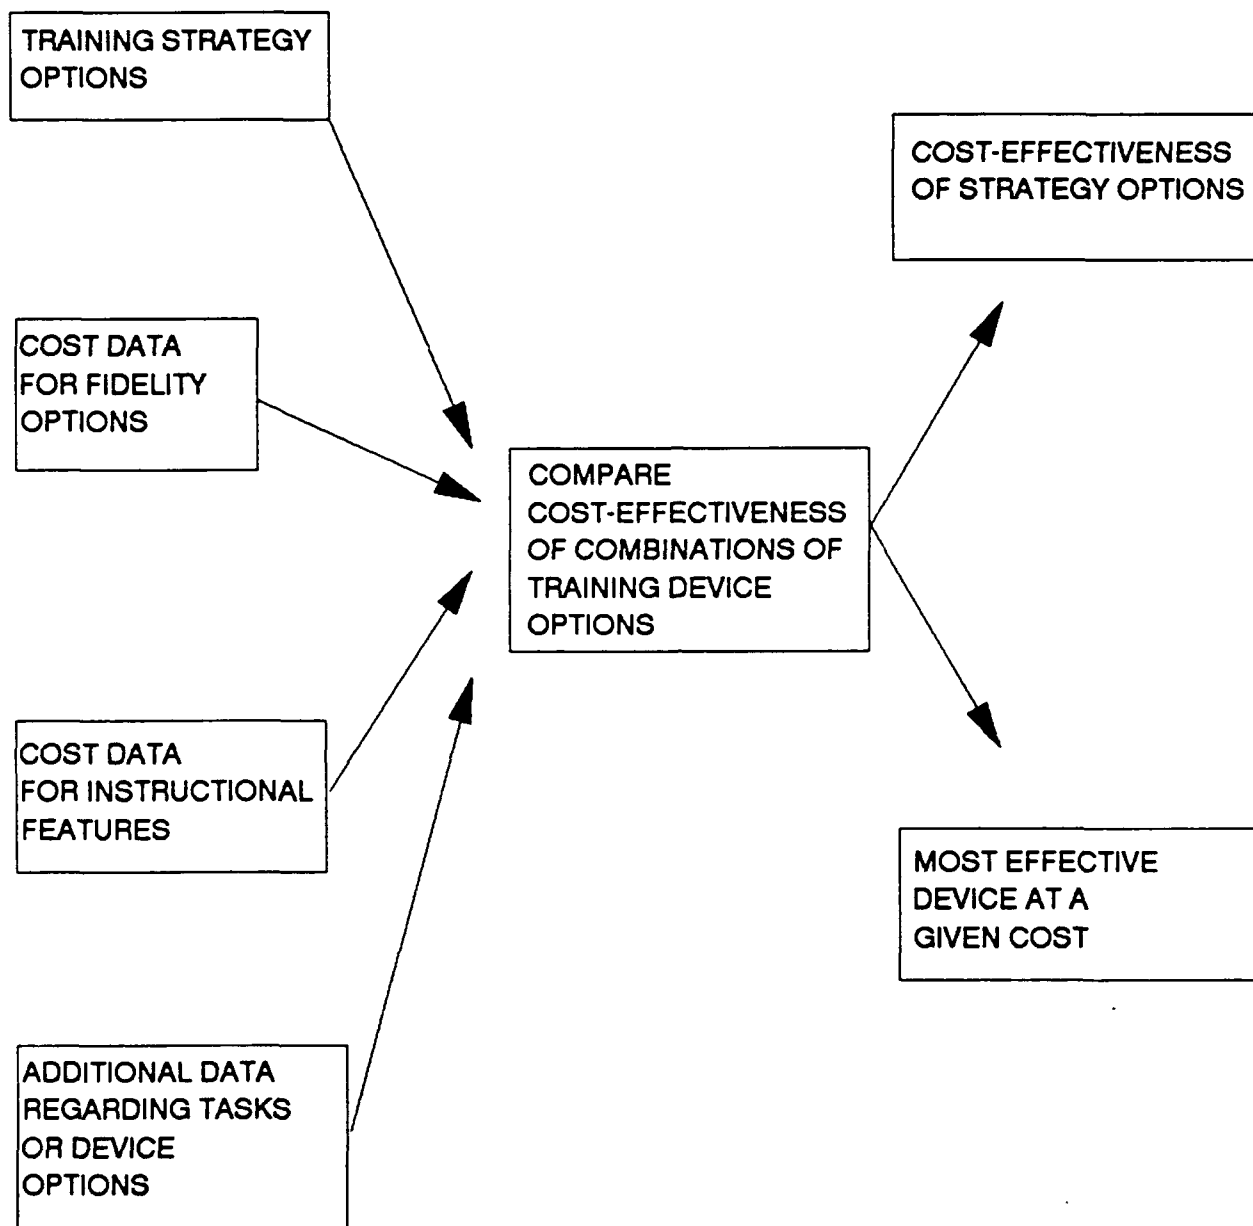 TRAINING STRATEGY
OPTIONS
COST DATA
FOR FIDELITY
OPTIONS
COST DATA
FOR INSTRUCTIONAL
FEATURES
ADDITIONAL DATA
REGARDING TASKS
OR DEVICE
OPTIONS
COMPARE
COST-EFFECTIVENESS
OF COMBINATIONS OF
TRAINING DEVICE
OPTIONS
COST-EFFECTIVENESS
OF STRATEGY OPTIONS
MOST EFFECTIVE
DEVICE AT A
GIVEN COST